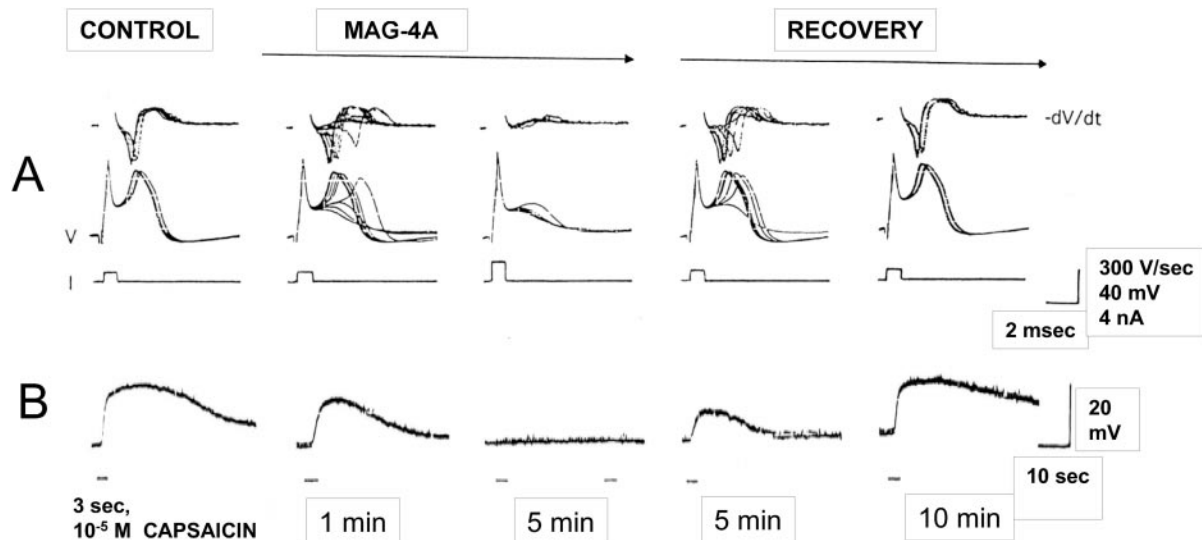 CONTROL
MAG-4A
RECOVERY
-dV/dt
A
V
I
300 V/sec
40 mV
4 nA
2 msec
B
20
mV
10 sec
3 sec,
10⁻⁵ M CAPSAICIN
1 min
5 min
5 min
10 min